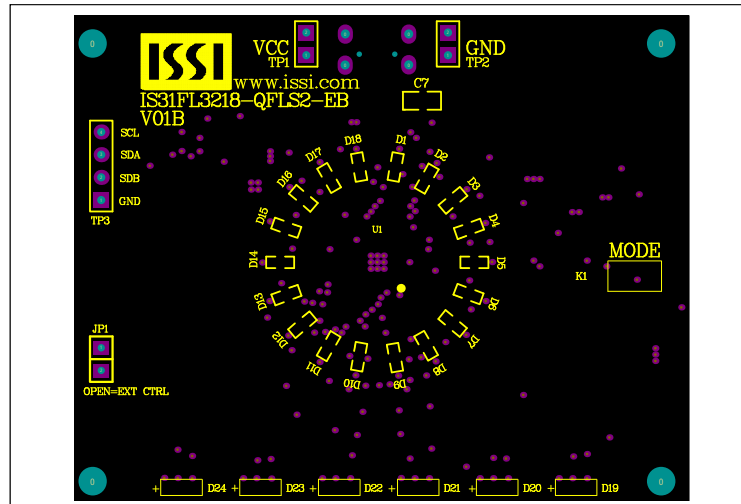 ISSI
VCC
TP1
GND
TP2
www.issi.com
IS31FL3218-QFLS2-EB
V01B
C7
SCL
SDA
SDB
GND
TP3
D18
D1
D17
D2
D16
D3
D15
D4
U1
D14
D5
MODE
K1
D13
D6
D12
D7
D11
D8
D10
D9
JP1
OPEN=EXT CTRL
+ D24
+ D23
+ D22
+ D21
+ D20
+ D19
0
0
0
0